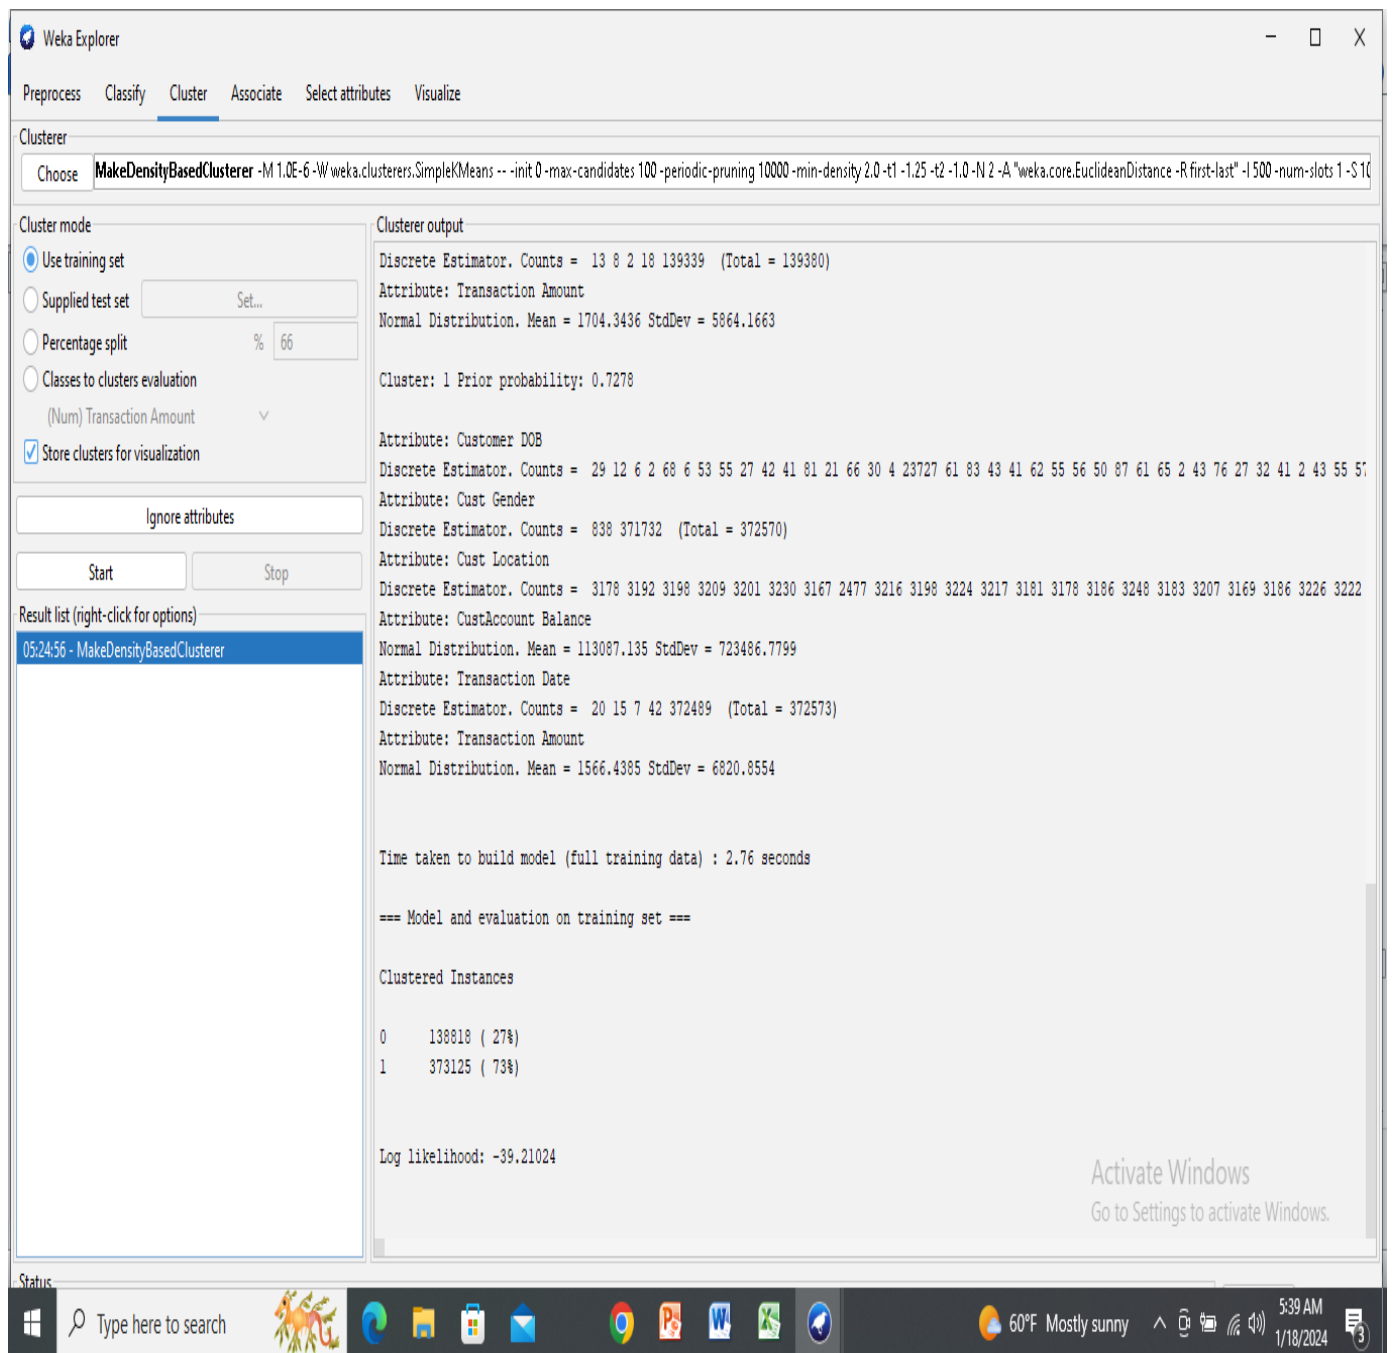 Weka Explorer
Preprocess Classify Cluster Associate Select attributes Visualize
Clusterer
Choose MakeDensityBasedClusterer -M 1.0E-6 -W weka.clusterers.SimpleKMeans -- -init 0 -max-candidates 100 -periodic-pruning 10000 -min-density 2.0 -t1 -1.25 -t2 -1.0 -N 2 -A "weka.core.EuclideanDistance -R first-last" -I 500 -num-slots 1 -S 10
Cluster mode
Use training set
Supplied test set Set...
Percentage split % 66
Classes to clusters evaluation
(Num) Transaction Amount
Store clusters for visualization
Ignore attributes
Start Stop
Result list (right-click for options)
05:24:56 - MakeDensityBasedClusterer
Clusterer output
Discrete Estimator. Counts = 13 8 2 18 139339 (Total = 139380)
Attribute: Transaction Amount
Normal Distribution. Mean = 1704.3436 StdDev = 5864.1663
Cluster: 1 Prior probability: 0.7278
Attribute: Customer DOB
Discrete Estimator. Counts = 29 12 6 2 68 6 53 55 27 42 41 81 21 66 30 4 23727 61 83 43 41 62 55 56 50 87 61 65 2 43 76 27 32 41 2 43 55 57
Attribute: Cust Gender
Discrete Estimator. Counts = 838 371732 (Total = 372570)
Attribute: Cust Location
Discrete Estimator. Counts = 3178 3192 3198 3209 3201 3230 3167 2477 3216 3198 3224 3217 3181 3178 3186 3248 3183 3207 3169 3186 3226 3222
Attribute: CustAccount Balance
Normal Distribution. Mean = 113087.135 StdDev = 723486.7799
Attribute: Transaction Date
Discrete Estimator. Counts = 20 15 7 42 372489 (Total = 372573)
Attribute: Transaction Amount
Normal Distribution. Mean = 1566.4385 StdDev = 6820.8554
Time taken to build model (full training data) : 2.76 seconds
=== Model and evaluation on training set ===
Clustered Instances
0 138818 ( 27%)
1 373125 ( 73%)
Log likelihood: -39.21024
Activate Windows
Go to Settings to activate Windows.
Status
Type here to search
60°F Mostly sunny
5:39 AM
1/18/2024
3